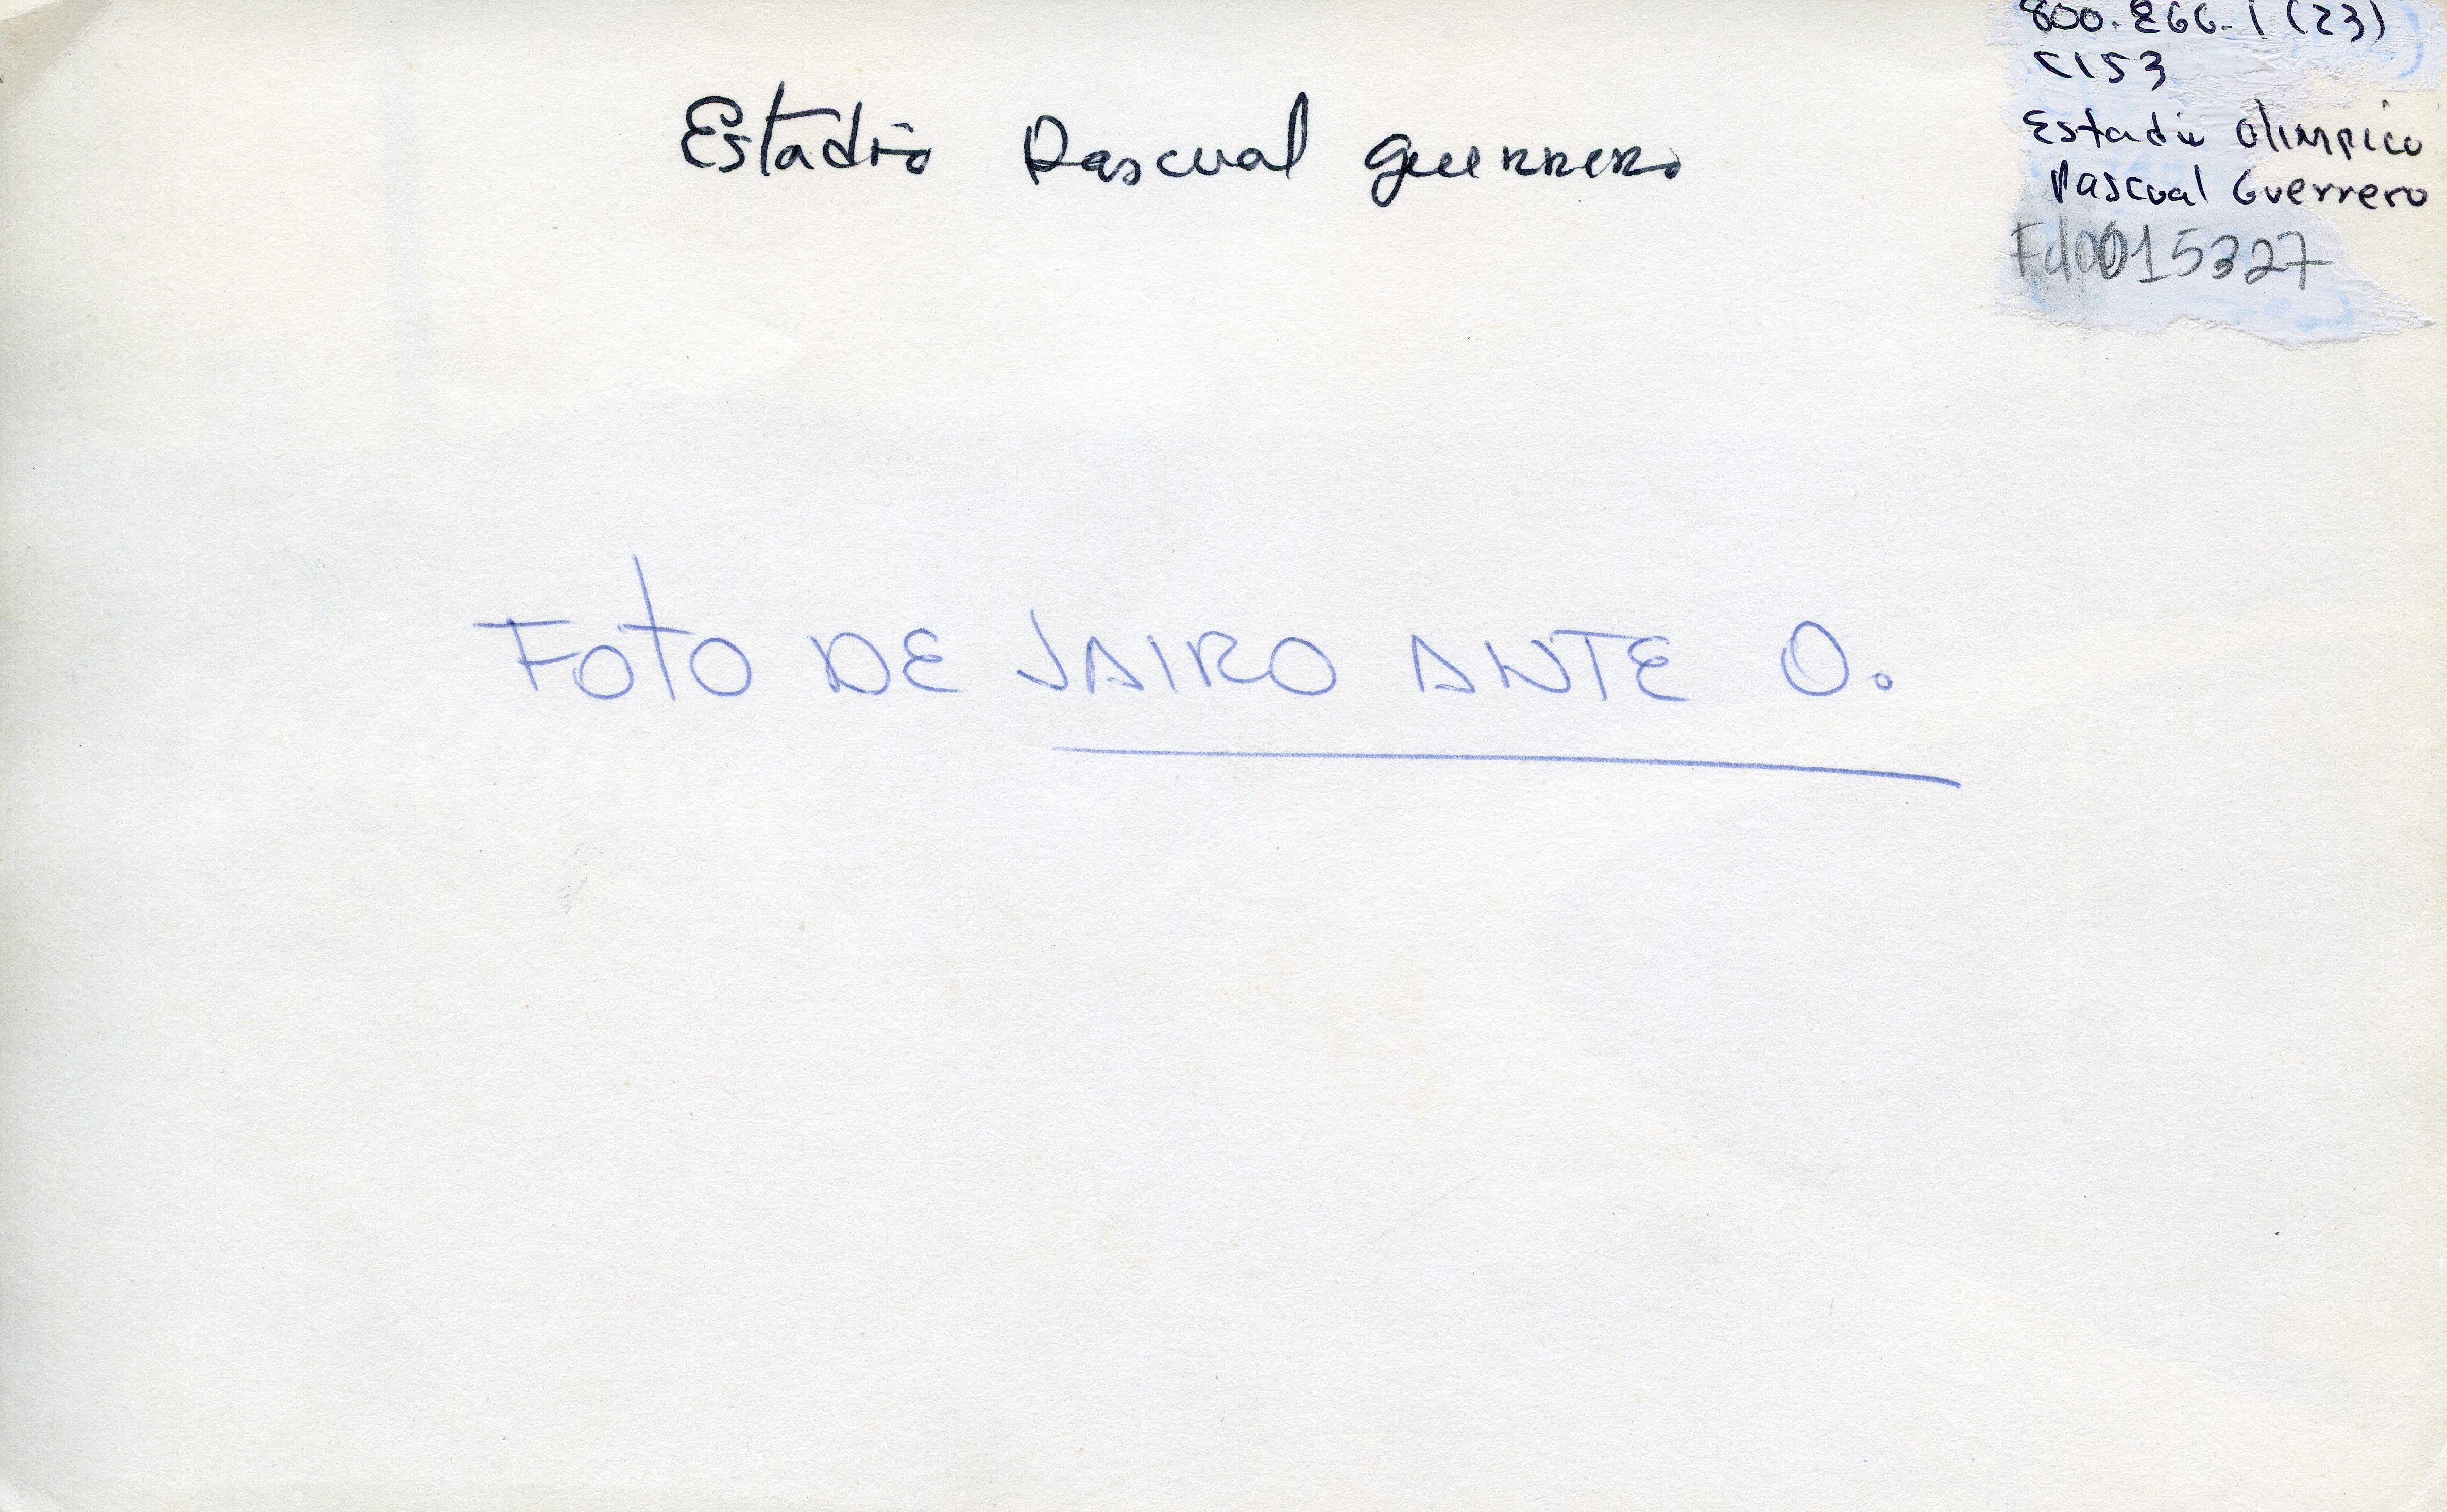 800.866.1 (23)
C153
Estadio Olimpico
Pascual Guerrero
Fd0015327
Estadio Pascual Guerrero
FOTO DE JAIRO ANTE O.